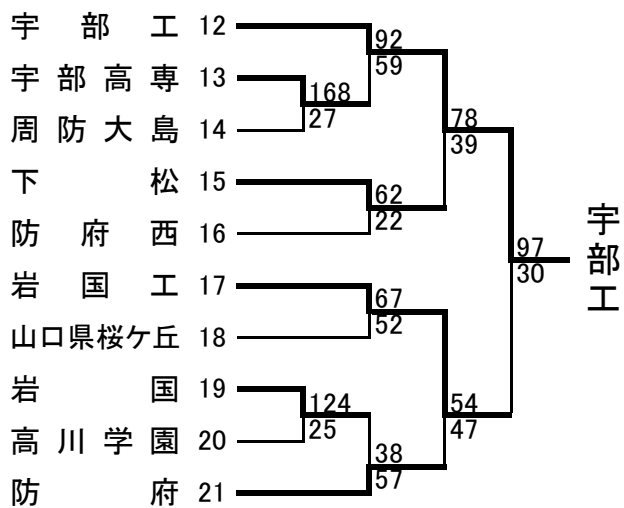 宇部工 12
宇部高専 13
周防大島 14
下松 15
防府西 16
岩国工 17
山口県桜ケ丘 18
岩国 19
高川学園 20
防府 21
168
27
124
25
92
59
62
22
67
52
38
57
78
39
54
47
97
30
宇部工